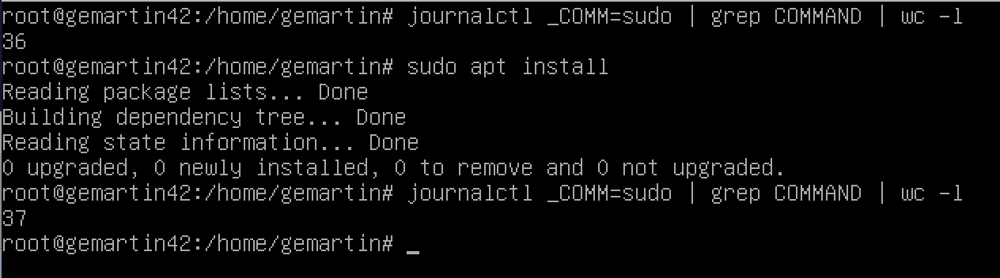 root@gemartin42:/home/gemartin# journalctl _COMM=sudo | grep COMMAND | wc -l
36
root@gemartin42:/home/gemartin# sudo apt install
Reading package lists... Done
Building dependency tree... Done
Reading state information... Done
0 upgraded, 0 newly installed, 0 to remove and 0 not upgraded.
root@gemartin42:/home/gemartin# journalctl _COMM=sudo | grep COMMAND | wc -l
37
root@gemartin42:/home/gemartin# _